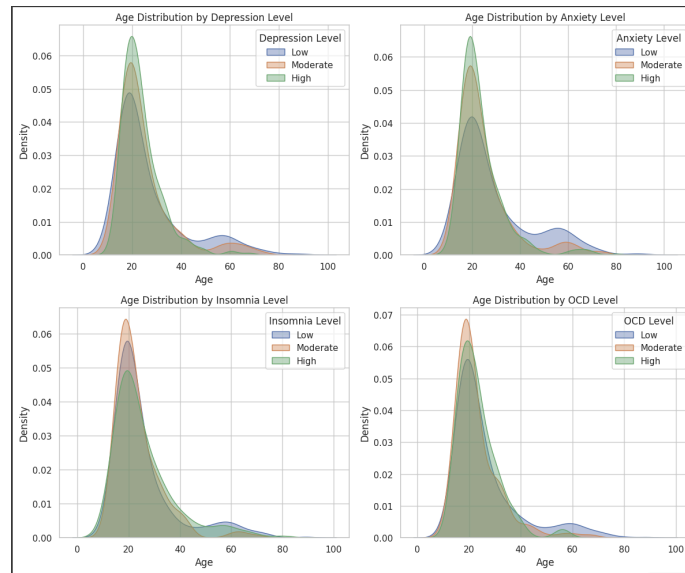 Age Distribution by Depression Level
Depression Level
Low
Moderate
High
Density
0.06
0.05
0.04
0.03
0.02
0.01
0.00
0 20 40 60 80 100
Age
Age Distribution by Anxiety Level
Anxiety Level
Low
Moderate
High
Density
0.06
0.05
0.04
0.03
0.02
0.01
0.00
0 20 40 60 80 100
Age
Age Distribution by Insomnia Level
Insomnia Level
Low
Moderate
High
Density
0.06
0.05
0.04
0.03
0.02
0.01
0.00
0 20 40 60 80 100
Age
Age Distribution by OCD Level
OCD Level
Low
Moderate
High
Density
0.07
0.06
0.05
0.04
0.03
0.02
0.01
0.00
0 20 40 60 80 100
Age